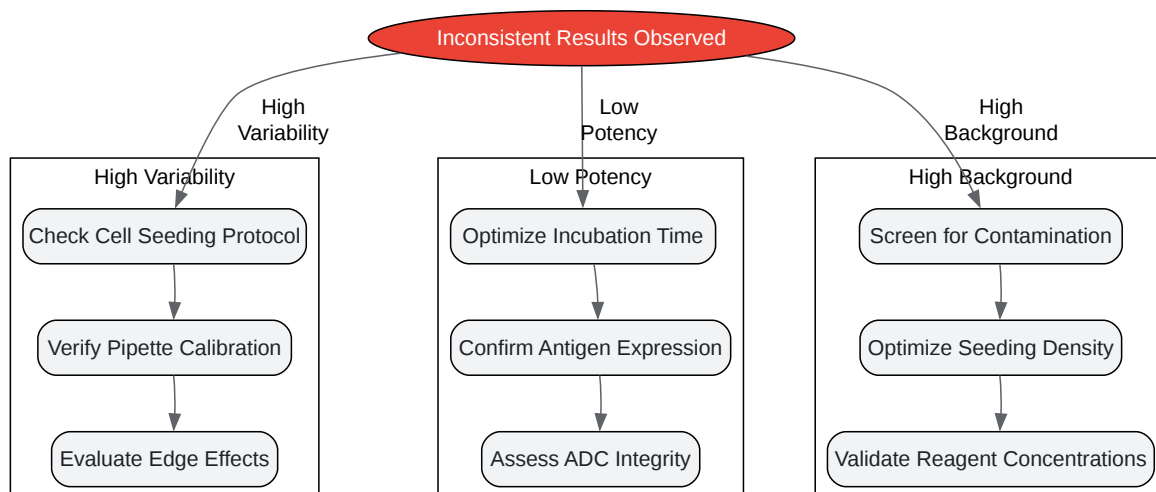 Inconsistent Results Observed
High
Variability
Low
Potency
High
Background
High Variability
Check Cell Seeding Protocol
Verify Pipette Calibration
Evaluate Edge Effects
Low Potency
Optimize Incubation Time
Confirm Antigen Expression
Assess ADC Integrity
High Background
Screen for Contamination
Optimize Seeding Density
Validate Reagent Concentrations